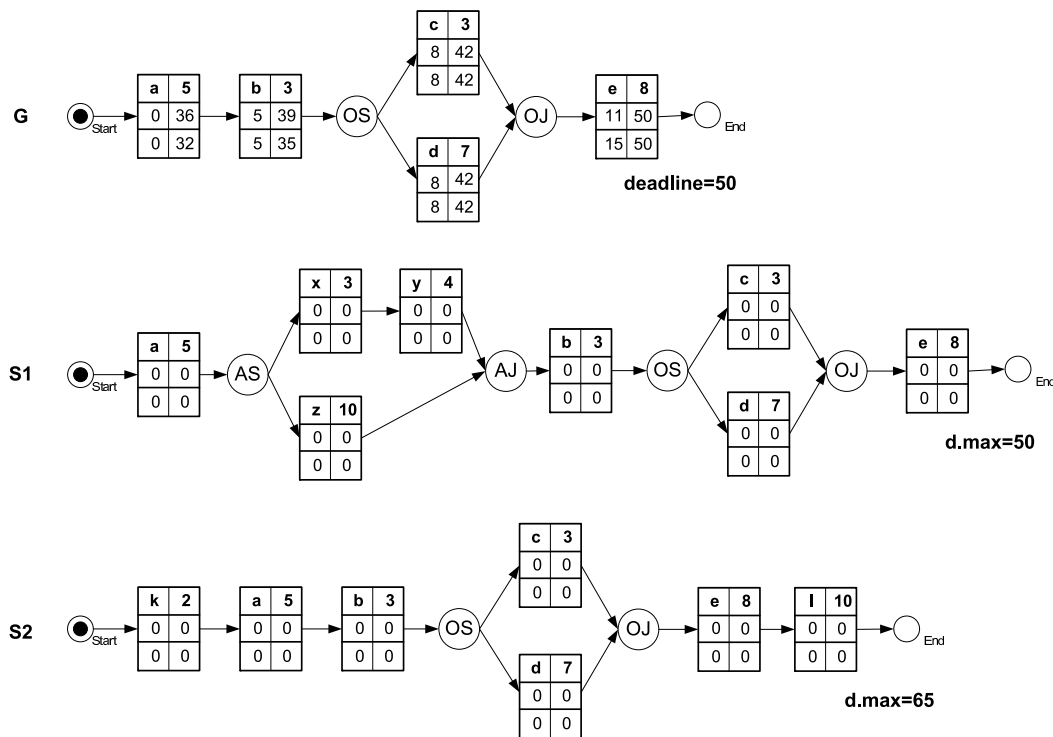 c 3
8 42
8 42
a 5
0 36
0 32
b 3
5 39
5 35
e 8
11 50
15 50
G
Start
OS
OJ
End
d 7
8 42
8 42
deadline=50
x 3
0 0
0 0
y 4
0 0
0 0
c 3
0 0
0 0
a 5
0 0
0 0
b 3
0 0
0 0
e 8
0 0
0 0
S1
Start
AS
AJ
OS
OJ
End
z 10
0 0
0 0
d 7
0 0
0 0
d.max=50
c 3
0 0
0 0
k 2
0 0
0 0
a 5
0 0
0 0
b 3
0 0
0 0
e 8
0 0
0 0
l 10
0 0
0 0
S2
Start
OS
OJ
End
d 7
0 0
0 0
d.max=65